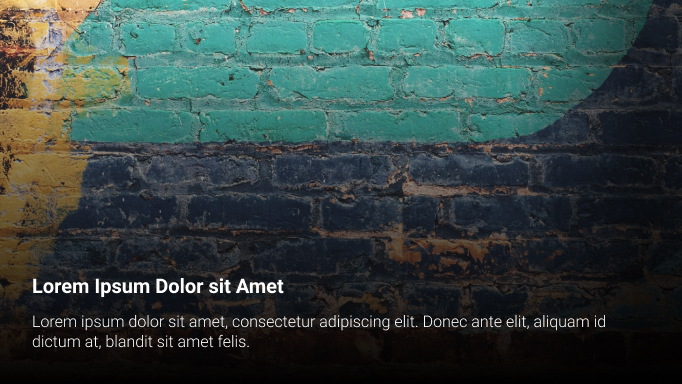 Lorem Ipsum Dolor sit Amet
Lorem ipsum dolor sit amet, consectetur adipiscing elit. Donec ante elit, aliquam id
dictum at, blandit sit amet felis.